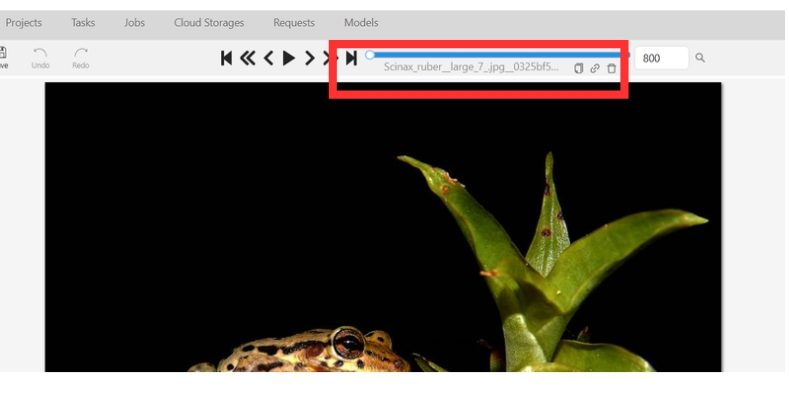 Projects Tasks Jobs Cloud Storages Requests Models
800
Scinax_ruber__large_7_.jpg__0325bf5...
Undo Redo